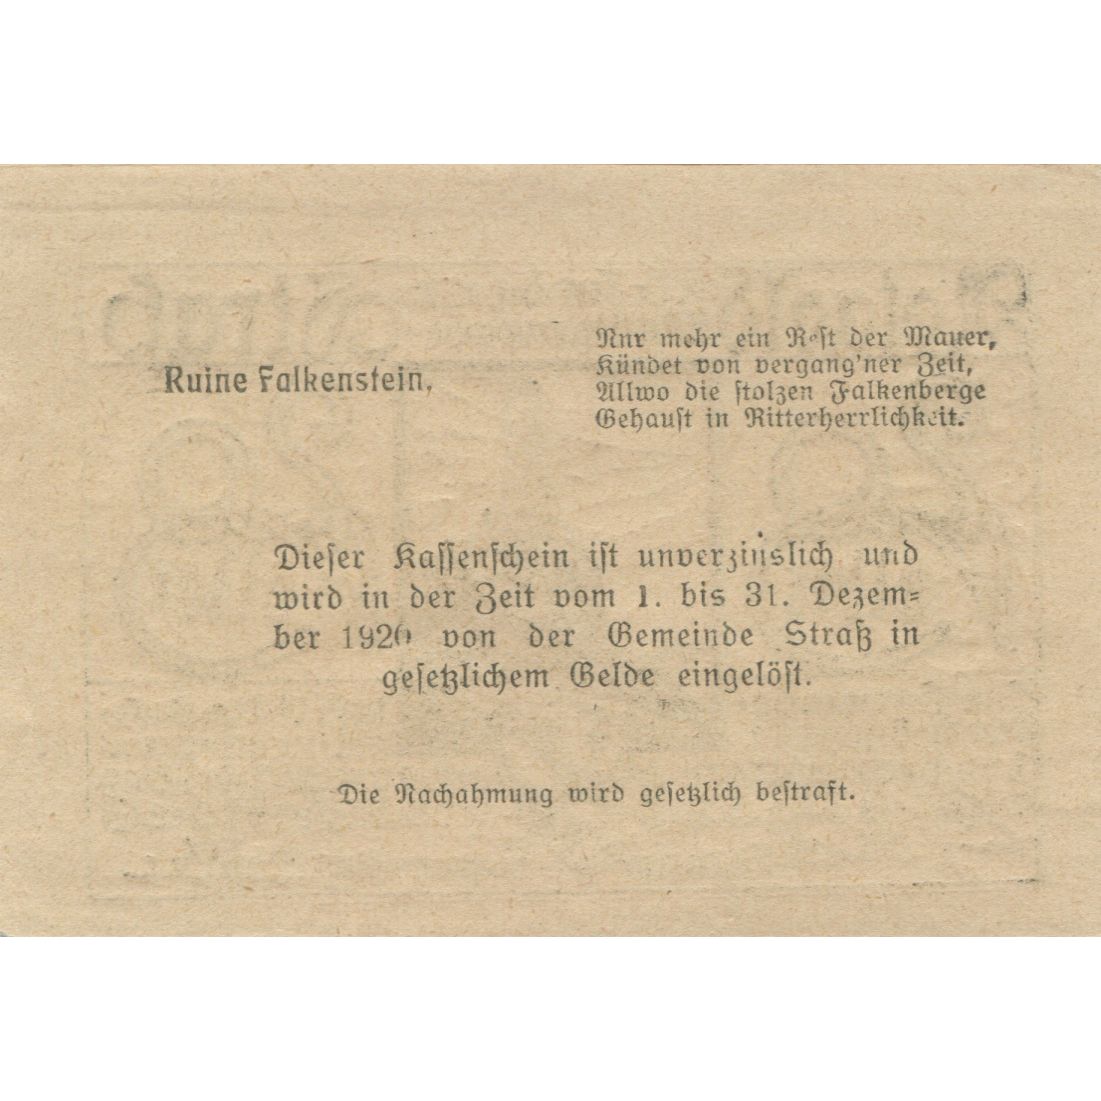 Ruine Falkenstein.
Nur mehr ein Rest der Mauer,
Kündet von vergang'ner Zeit,
Allwo die stolzen Falkenberge
Gehaust in Ritterherrlichkeit.
Dieser Kassenschein ist unverzinslich und
wird in der Zeit vom 1. bis 31. Dezem=
ber 1920 von der Gemeinde Straß in
gesetzlichem Gelde eingelöst.
Die Nachahmung wird gesetzlich bestraft.